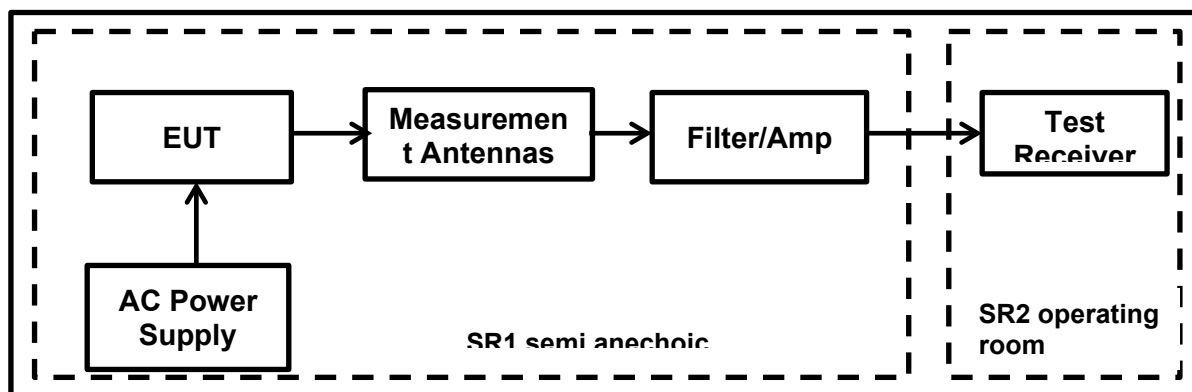 EUT
Measuremen
t Antennas
Filter/Amp
Test
Receiver
AC Power
Supply
SR1 semi anechoic
SR2 operating
room